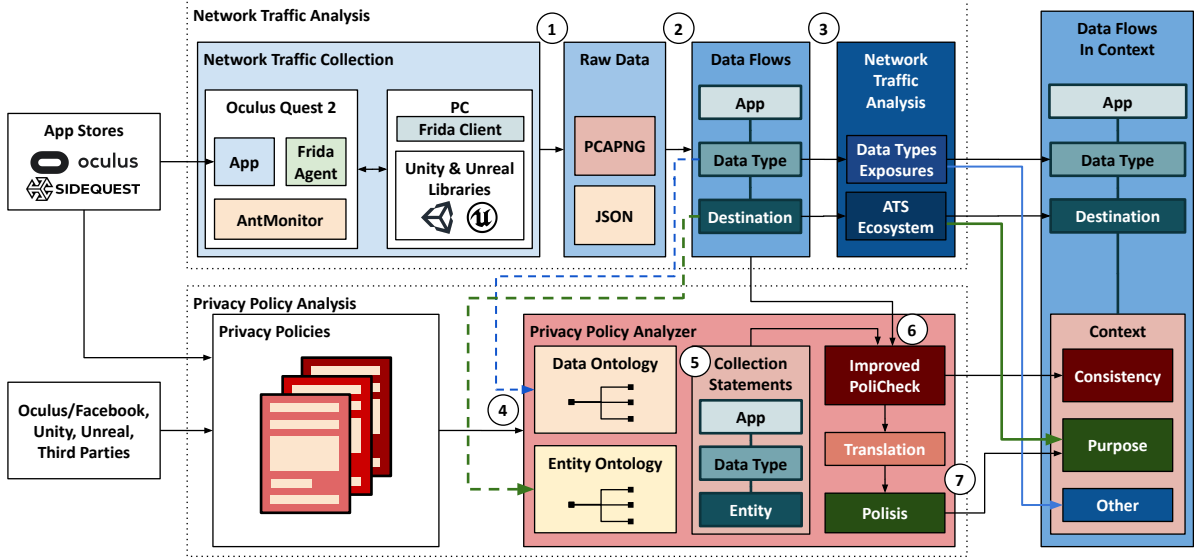 Network Traffic Analysis
1
2
3
Data Flows
In Context
Network Traffic Collection
Raw Data
Data Flows
Network
Traffic
Analysis
Oculus Quest 2
PC
App
App
Frida Client
App Stores
oculus
SIDEQUEST
App
Frida
Agent
Unity & Unreal
Libraries
PCAPNG
Data Type
Data Types
Exposures
Data Type
AntMonitor
JSON
Destination
ATS
Ecosystem
Destination
Privacy Policy Analysis
Privacy Policies
Privacy Policy Analyzer
6
Context
Data Ontology
5
Collection
Statements
Improved
PoliCheck
Consistency
4
App
Oculus/Facebook,
Unity, Unreal,
Third Parties
Translation
Purpose
Entity Ontology
Data Type
7
Entity
Polisis
Other